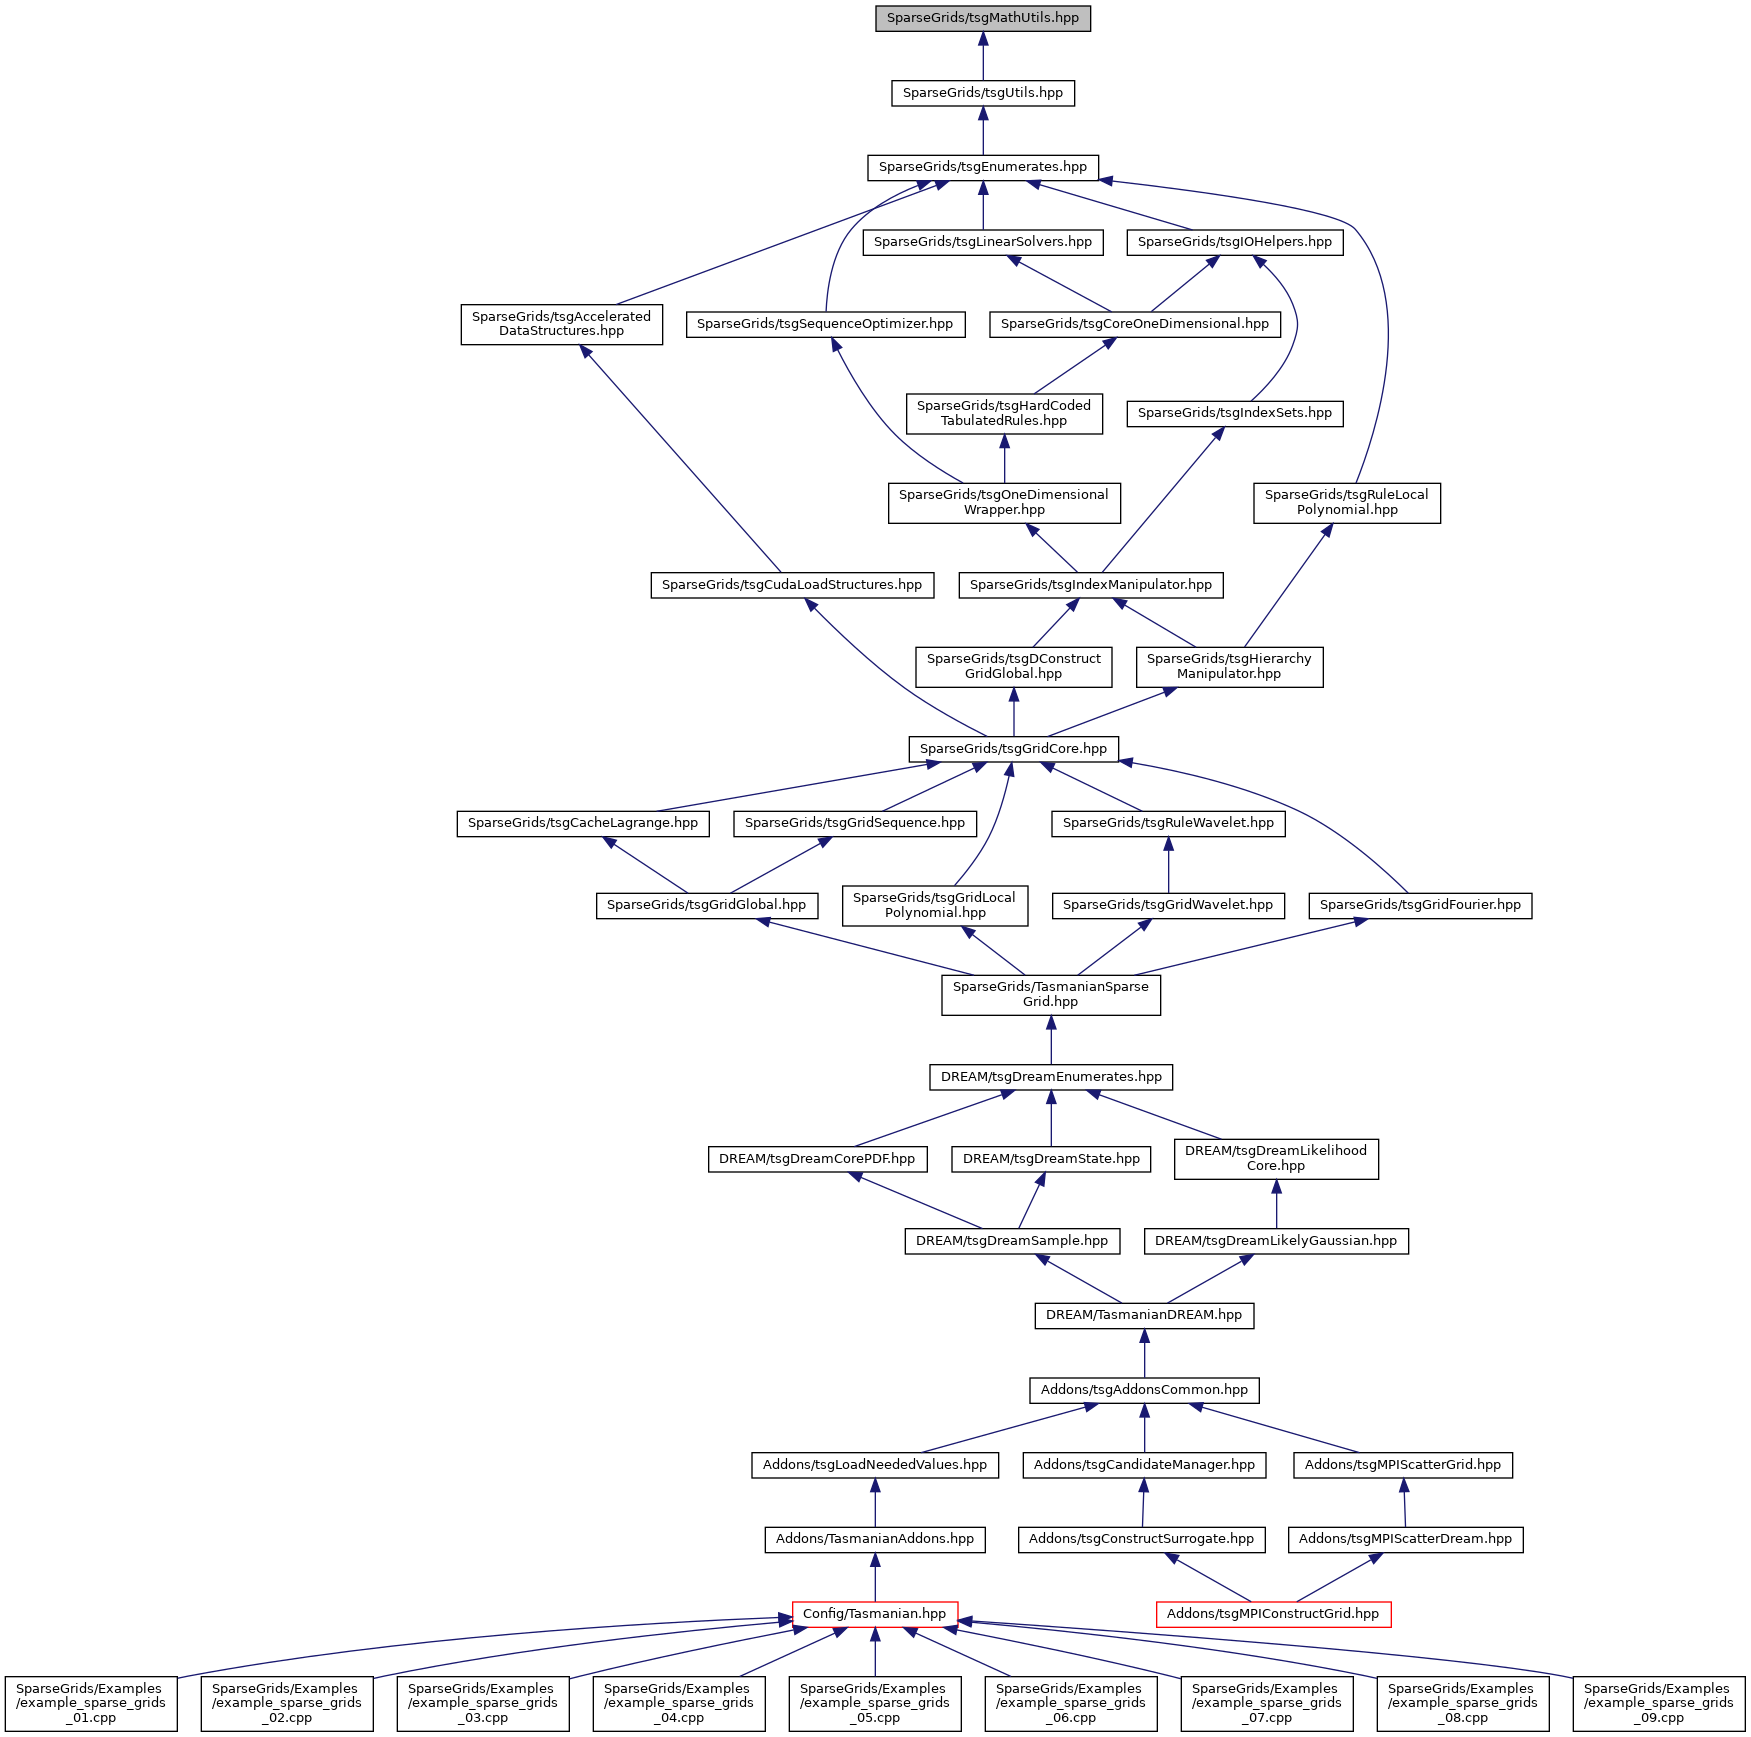 SparseGrids/tsgMathUtils.hpp
SparseGrids/tsgUtils.hpp
SparseGrids/tsgEnumerates.hpp
SparseGrids/tsgLinearSolvers.hpp
SparseGrids/tsgIOHelpers.hpp
SparseGrids/tsgAccelerated
DataStructures.hpp
SparseGrids/tsgSequenceOptimizer.hpp
SparseGrids/tsgCoreOneDimensional.hpp
SparseGrids/tsgHardCoded
TabulatedRules.hpp
SparseGrids/tsgIndexSets.hpp
SparseGrids/tsgOneDimensional
Wrapper.hpp
SparseGrids/tsgRuleLocal
Polynomial.hpp
SparseGrids/tsgCudaLoadStructures.hpp
SparseGrids/tsgIndexManipulator.hpp
SparseGrids/tsgDConstruct
GridGlobal.hpp
SparseGrids/tsgHierarchy
Manipulator.hpp
SparseGrids/tsgGridCore.hpp
SparseGrids/tsgCacheLagrange.hpp
SparseGrids/tsgGridSequence.hpp
SparseGrids/tsgRuleWavelet.hpp
SparseGrids/tsgGridGlobal.hpp
SparseGrids/tsgGridLocal
Polynomial.hpp
SparseGrids/tsgGridWavelet.hpp
SparseGrids/tsgGridFourier.hpp
SparseGrids/TasmanianSparse
Grid.hpp
DREAM/tsgDreamEnumerates.hpp
DREAM/tsgDreamCorePDF.hpp
DREAM/tsgDreamState.hpp
DREAM/tsgDreamLikelihood
Core.hpp
DREAM/tsgDreamSample.hpp
DREAM/tsgDreamLikelyGaussian.hpp
DREAM/TasmanianDREAM.hpp
Addons/tsgAddonsCommon.hpp
Addons/tsgLoadNeededValues.hpp
Addons/tsgCandidateManager.hpp
Addons/tsgMPIScatterGrid.hpp
Addons/TasmanianAddons.hpp
Addons/tsgConstructSurrogate.hpp
Addons/tsgMPIScatterDream.hpp
Config/Tasmanian.hpp
Addons/tsgMPIConstructGrid.hpp
SparseGrids/Examples
/example_sparse_grids
_01.cpp
SparseGrids/Examples
/example_sparse_grids
_02.cpp
SparseGrids/Examples
/example_sparse_grids
_03.cpp
SparseGrids/Examples
/example_sparse_grids
_04.cpp
SparseGrids/Examples
/example_sparse_grids
_05.cpp
SparseGrids/Examples
/example_sparse_grids
_06.cpp
SparseGrids/Examples
/example_sparse_grids
_07.cpp
SparseGrids/Examples
/example_sparse_grids
_08.cpp
SparseGrids/Examples
/example_sparse_grids
_09.cpp